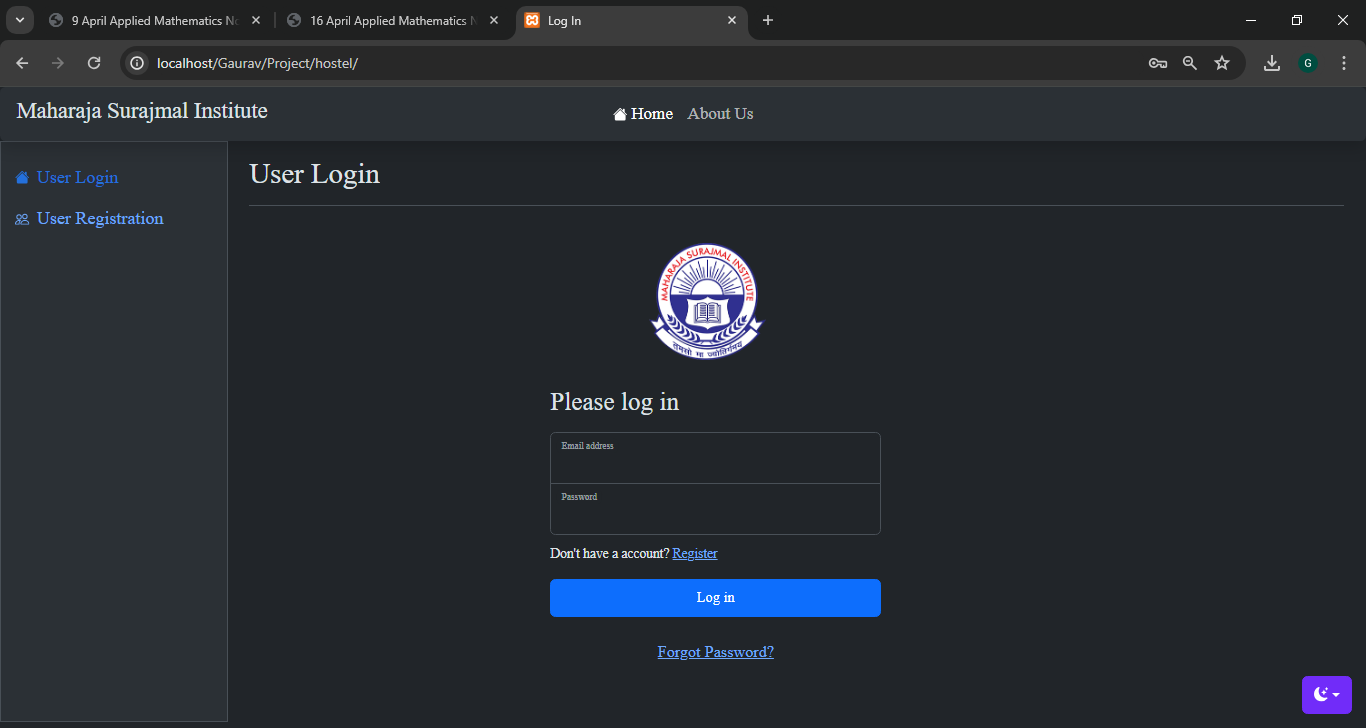 9 April Applied Mathematics No
16 April Applied Mathematics N
Log In
localhost/Gaurav/Project/hostel/
G
Maharaja Surajmal Institute
Home
About Us
User Login
User Registration
User Login
MAHARAJA SURAJMAL INSTITUTE
तमसो मा ज्योतिर्गमय
Please log in
Email address
Password
Don't have a account? Register
Log in
Forgot Password?